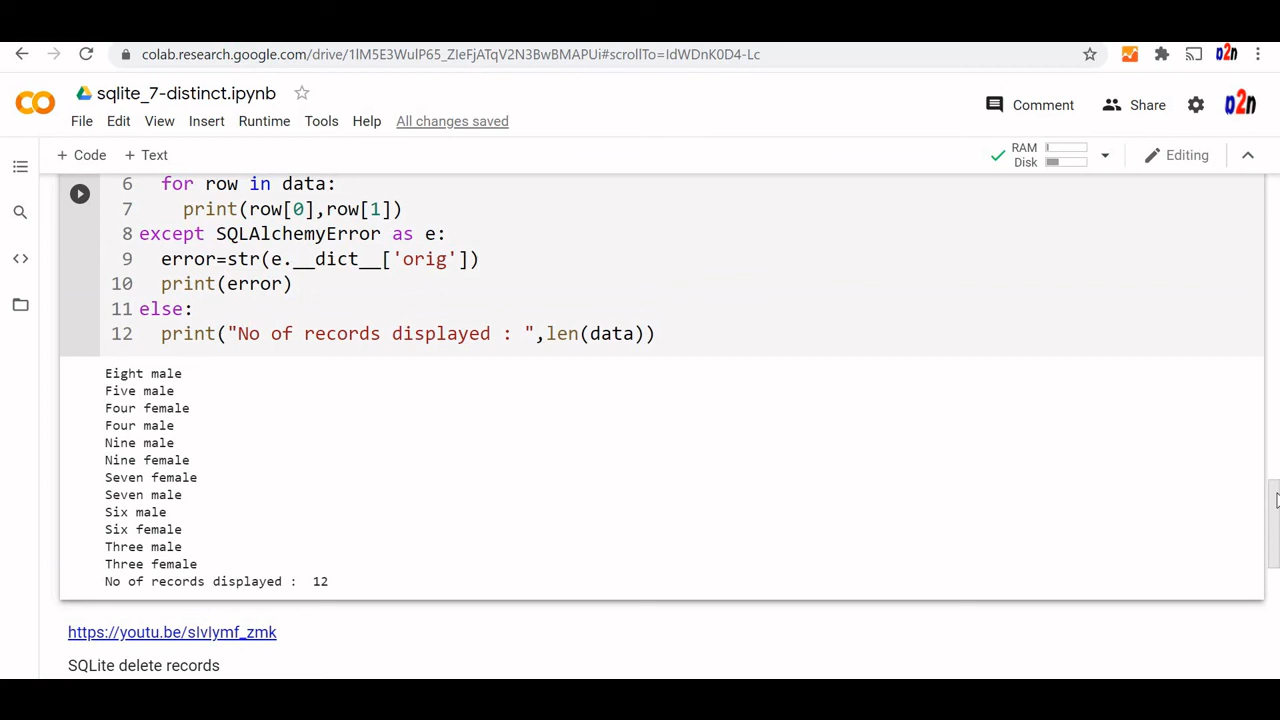 colab.research.google.com/drive/1lM5E3WulP65_ZIeFjATqV2N3BwBMAPUi#scrollTo=IdWDnK0D4-Lc
sqlite_7-distinct.ipynb
Comment
Share
File Edit View Insert Runtime Tools Help All changes saved
+ Code + Text
RAM
Disk
Editing
6 for row in data:
7 print(row[0],row[1])
8 except SQLAlchemyError as e:
9 error=str(e.__dict__['orig'])
10 print(error)
11 else:
12 print("No of records displayed : ",len(data))
Eight male
Five male
Four female
Four male
Nine male
Nine female
Seven female
Seven male
Six male
Six female
Three male
Three female
No of records displayed : 12
https://youtu.be/slvlymf_zmk
SQLite delete records